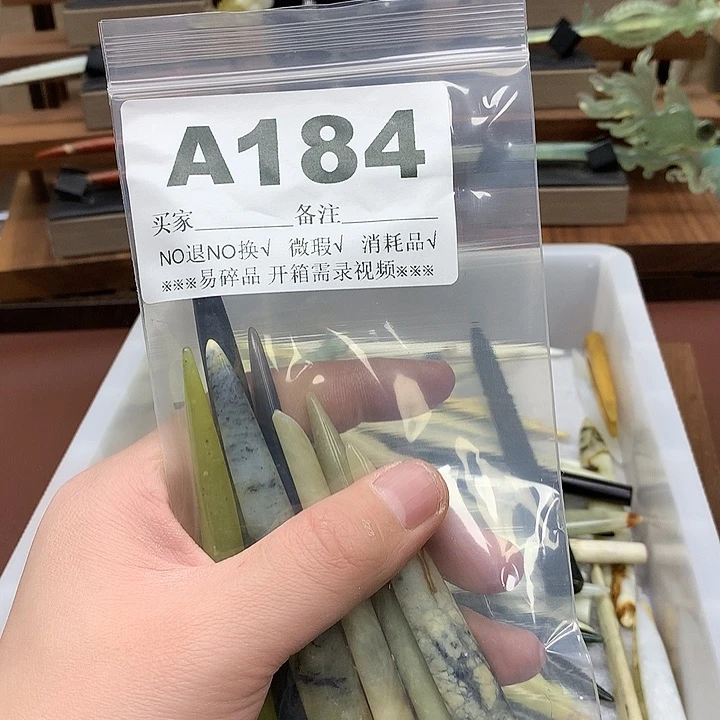 A184
买家________备注________
NO退NO换√ 微瑕√ 消耗品√
※※※易碎品 开箱需录视频※※※